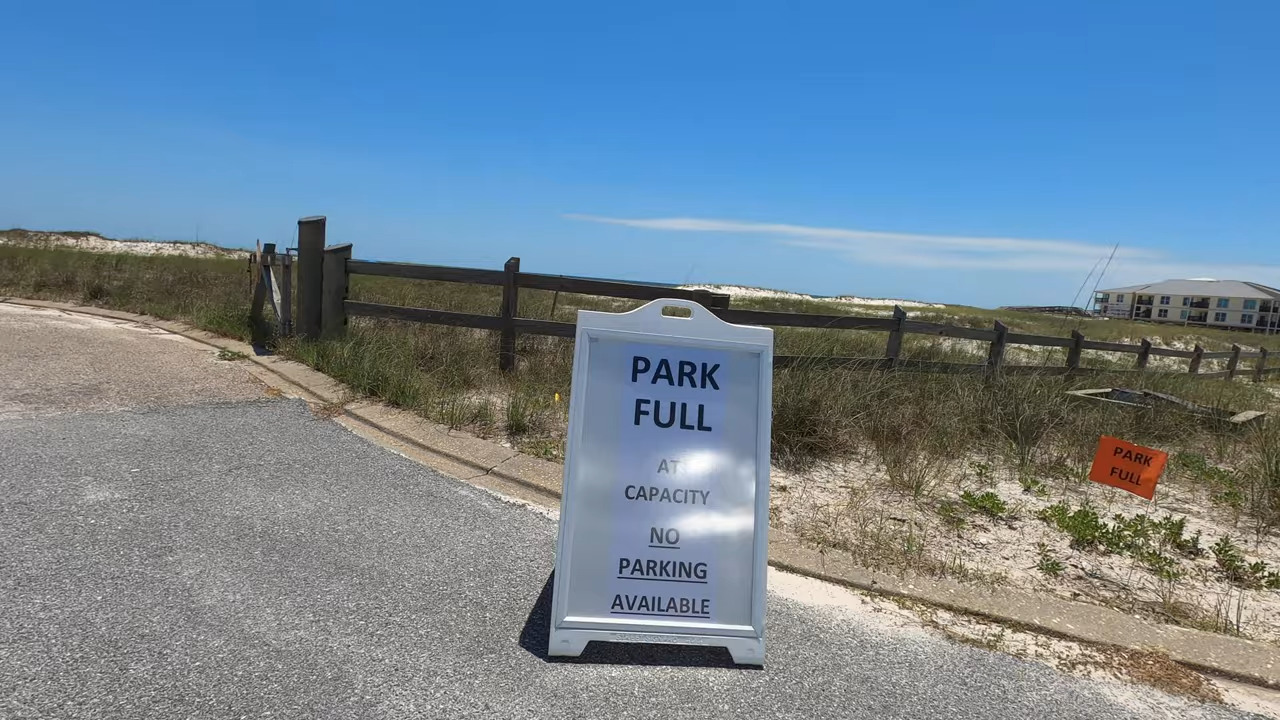 PARK
FULL
AT
CAPACITY
NO
PARKING
AVAILABLE
PARK
FULL